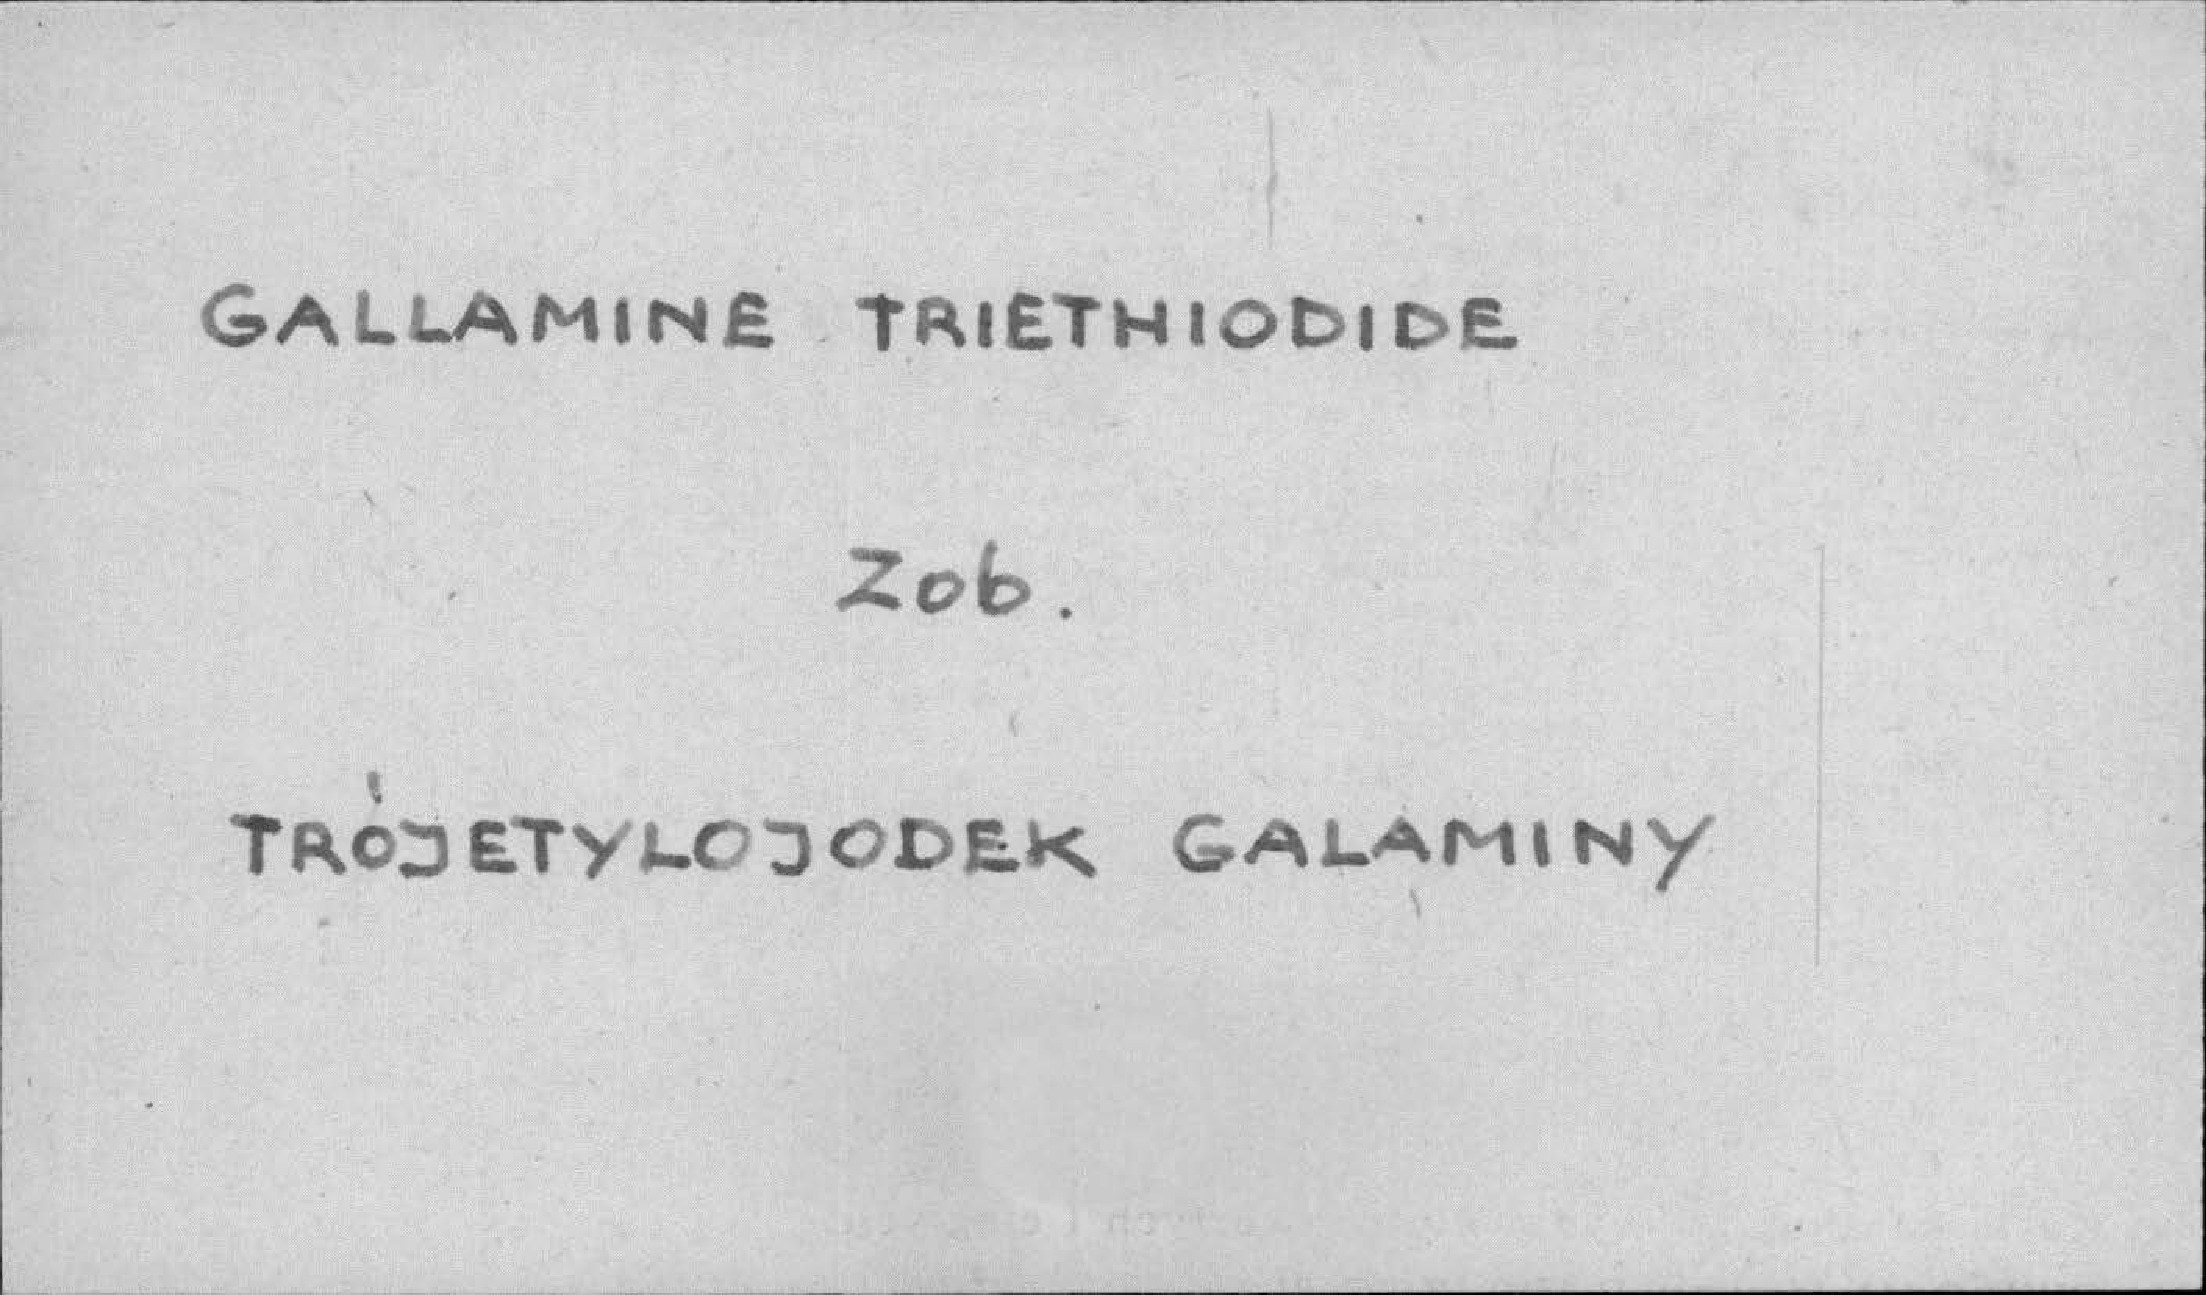 GALLAMINE TRIETHIODIDE
Zob.
TRÓJETYLOJODEK GALAMINY